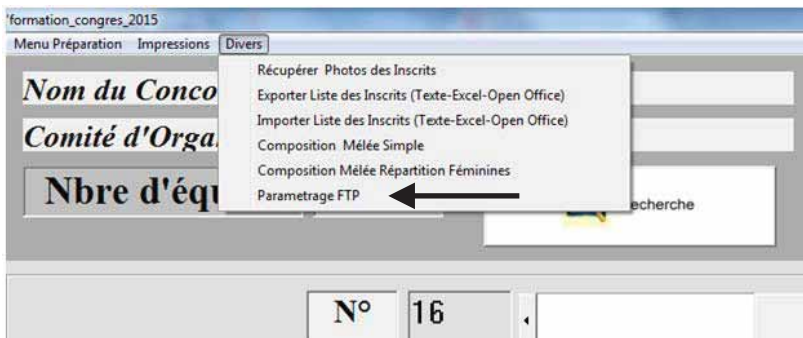 'formation_congres_2015
Menu Préparation Impressions Divers
Récupérer Photos des Inscrits
Exporter Liste des Inscrits (Texte-Excel-Open Office)
Importer Liste des Inscrits (Texte-Excel-Open Office)
Composition Mélée Simple
Composition Mélée Répartition Féminines
Parametrage FTP
Nom du Conco
Comité d'Orga
Nbre d'équ
echerche
N° 16